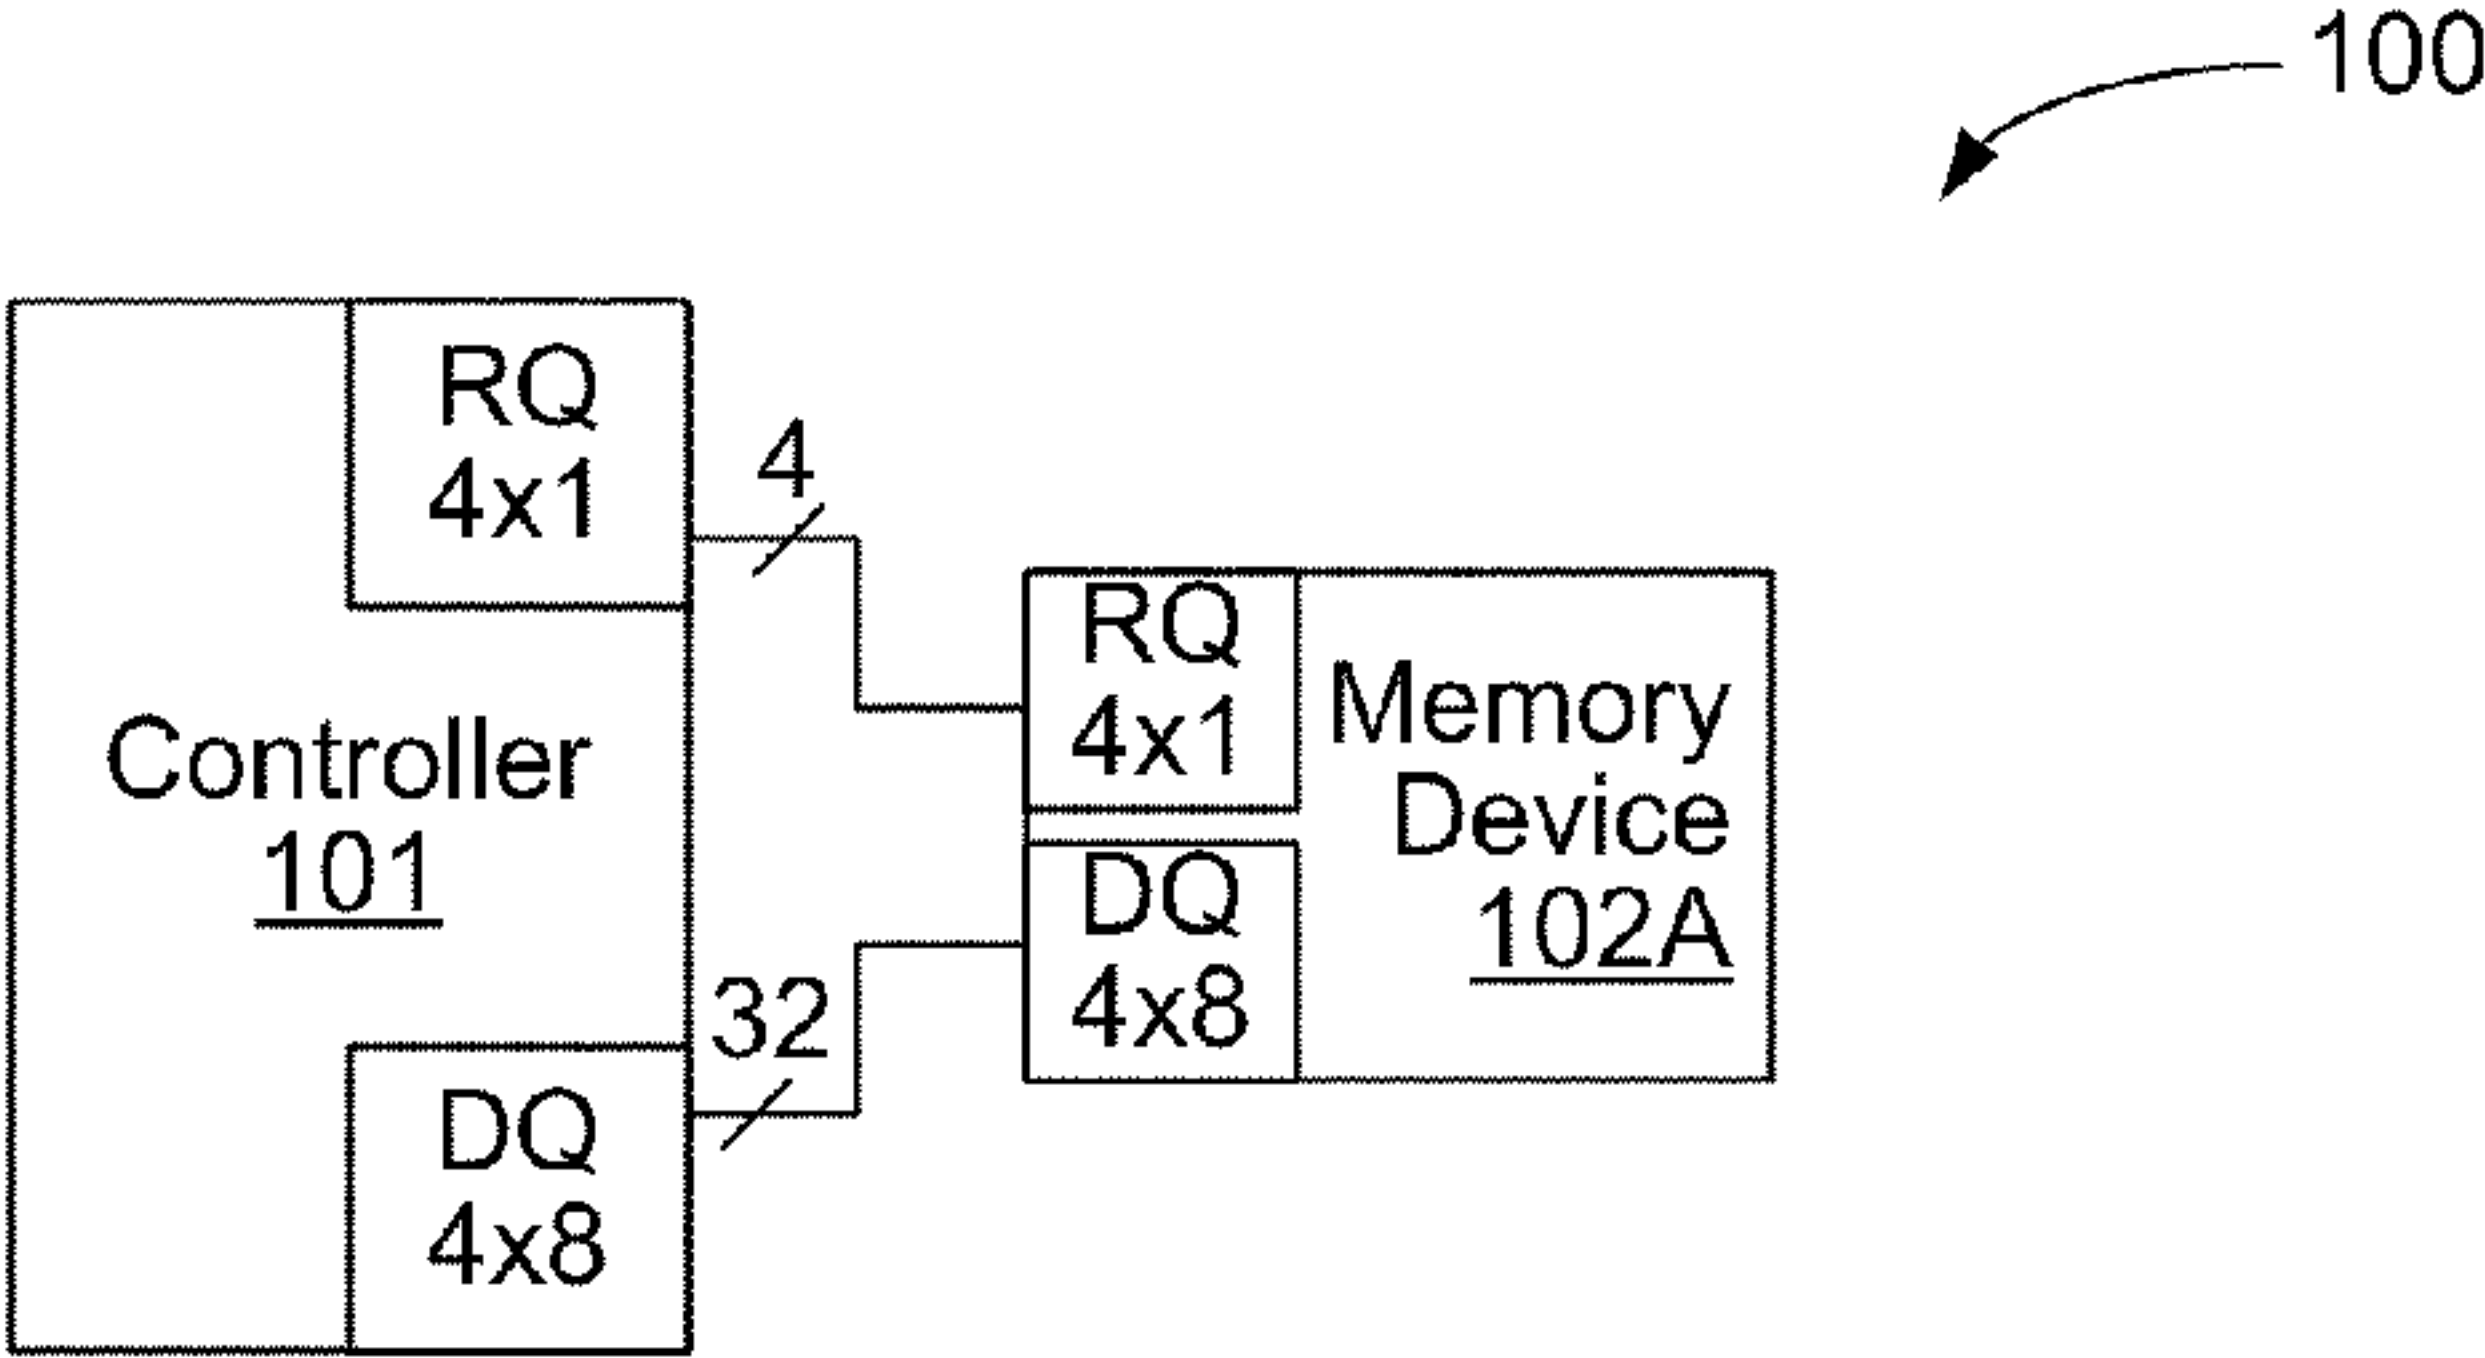 100
RQ
4x1
4
RQ
4x1
Memory
Device
102A
Controller
101
DQ
4x8
32
DQ
4x8